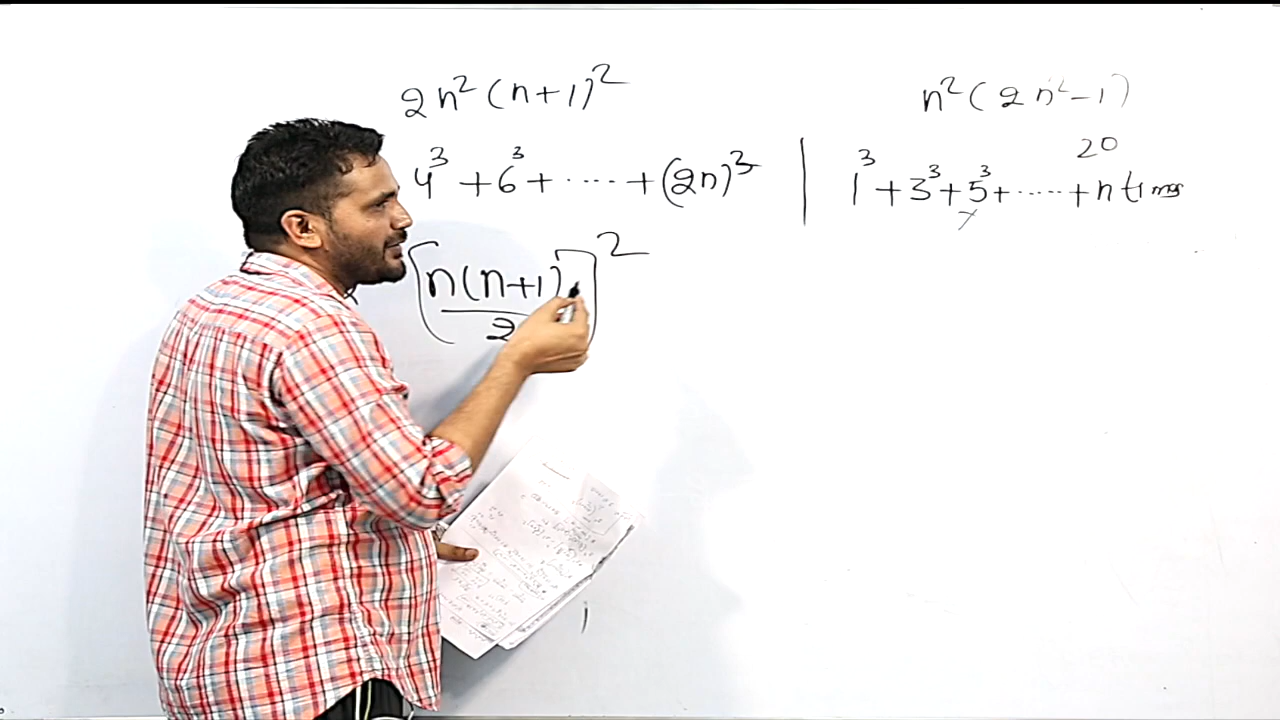 2n² (n+1)²
4³ + 6³ + ..... + (2n)³
[n(n+1)/2]²
n² (2n²-1)
20
1³ + 3³ + 5³ + ..... + n times